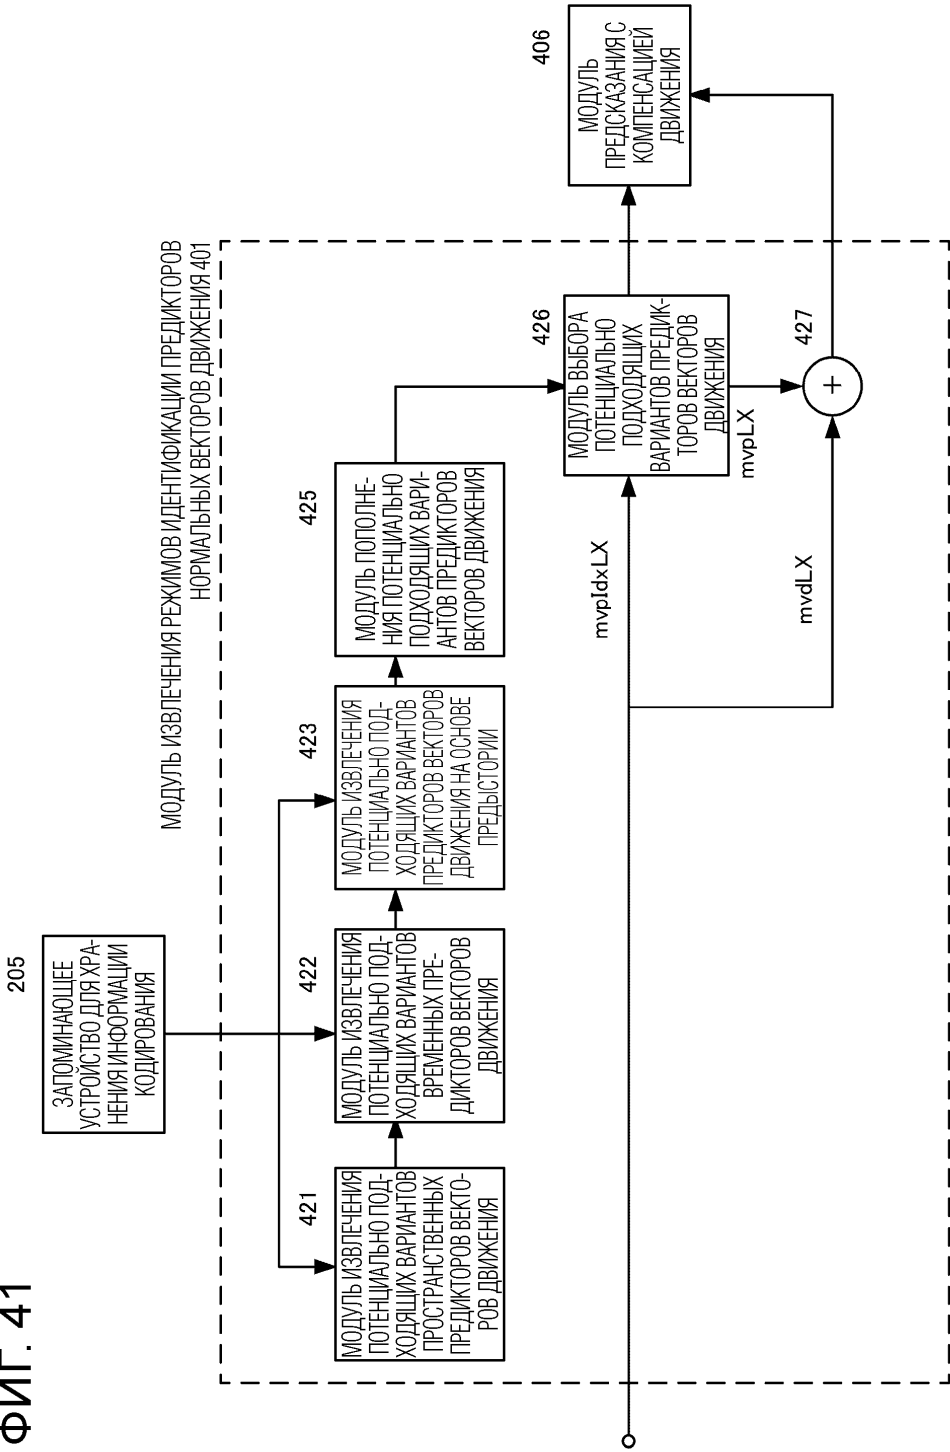 ФИГ. 41
205
ЗАПОМИНАЮЩЕЕ
УСТРОЙСТВО ДЛЯ ХРА-
НЕНИЯ ИНФОРМАЦИИ
КОДИРОВАНИЯ
МОДУЛЬ ИЗВЛЕЧЕНИЯ РЕЖИМОВ ИДЕНТИФИКАЦИИ ПРЕДИКТОРОВ
НОРМАЛЬНЫХ ВЕКТОРОВ ДВИЖЕНИЯ 401
421
МОДУЛЬ ИЗВЛЕЧЕНИЯ
ПОТЕНЦИАЛЬНО ПОД-
ХОДЯЩИХ ВАРИАНТОВ
ПРОСТРАНСТВЕННЫХ
ПРЕДИКТОРОВ ВЕКТО-
РОВ ДВИЖЕНИЯ
422
МОДУЛЬ ИЗВЛЕЧЕНИЯ
ПОТЕНЦИАЛЬНО ПОД-
ХОДЯЩИХ ВАРИАНТОВ
ВРЕМЕННЫХ ПРЕ-
ДИКТОРОВ ВЕКТОРОВ
ДВИЖЕНИЯ
423
МОДУЛЬ ИЗВЛЕЧЕНИЯ
ПОТЕНЦИАЛЬНО ПОД-
ХОДЯЩИХ ВАРИАНТОВ
ПРЕДИКТОРОВ ВЕКТОРОВ
ДВИЖЕНИЯ НА ОСНОВЕ
ПРЕДЫСТОРИИ
425
МОДУЛЬ ПОПОЛНЕ-
НИЯ ПОТЕНЦИАЛЬНО
ПОДХОДЯЩИХ ВАРИ-
АНТОВ ПРЕДИКТОРОВ
ВЕКТОРОВ ДВИЖЕНИЯ
426
МОДУЛЬ ВЫБОРА
ПОТЕНЦИАЛЬНО
ПОДХОДЯЩИХ
ВАРИАНТОВ ПРЕДИК-
ТОРОВ ВЕКТОРОВ
ДВИЖЕНИЯ
406
МОДУЛЬ
ПРЕДСКАЗАНИЯ С
КОМПЕНСАЦИЕЙ
ДВИЖЕНИЯ
mvpIdxLX
mvpLX
427
+
mvdLX